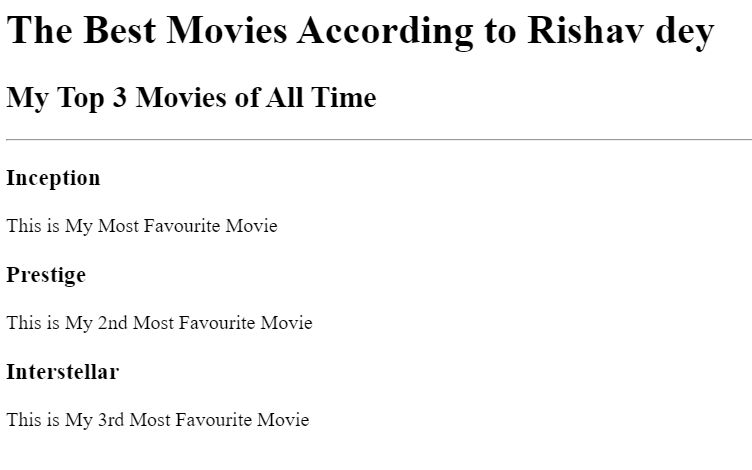 The Best Movies According to Rishav dey
My Top 3 Movies of All Time
Inception
This is My Most Favourite Movie
Prestige
This is My 2nd Most Favourite Movie
Interstellar
This is My 3rd Most Favourite Movie